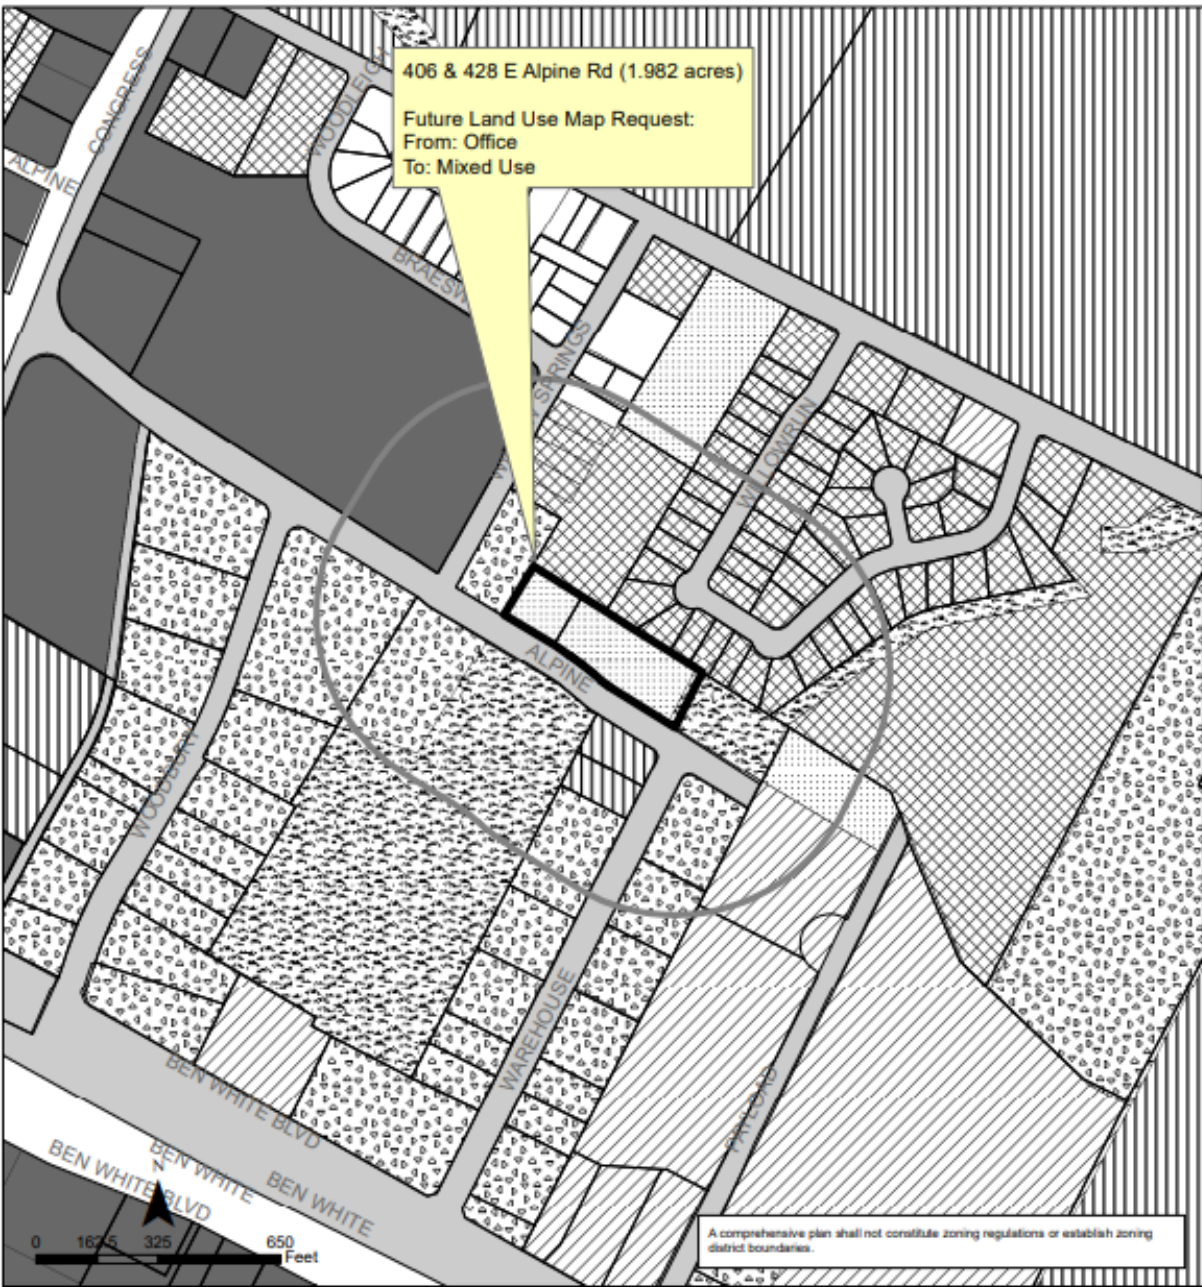 406 & 428 E Alpine Rd (1.982 acres)
Future Land Use Map Request:
From: Office
To: Mixed Use
CONGRESS
WOODLEIGH
ALPINE
SPRINGS
WILLOWRUN
ALPINE
WOODBURY
WAREHOUSE
PAYLOAD
BEN WHITE BLVD
BEN WHITE
BEN WHITE BLVD
BEN WHITE
N
0 162.5 325 650
Feet
A comprehensive plan shall not constitute zoning regulations or establish zoning
district boundaries.